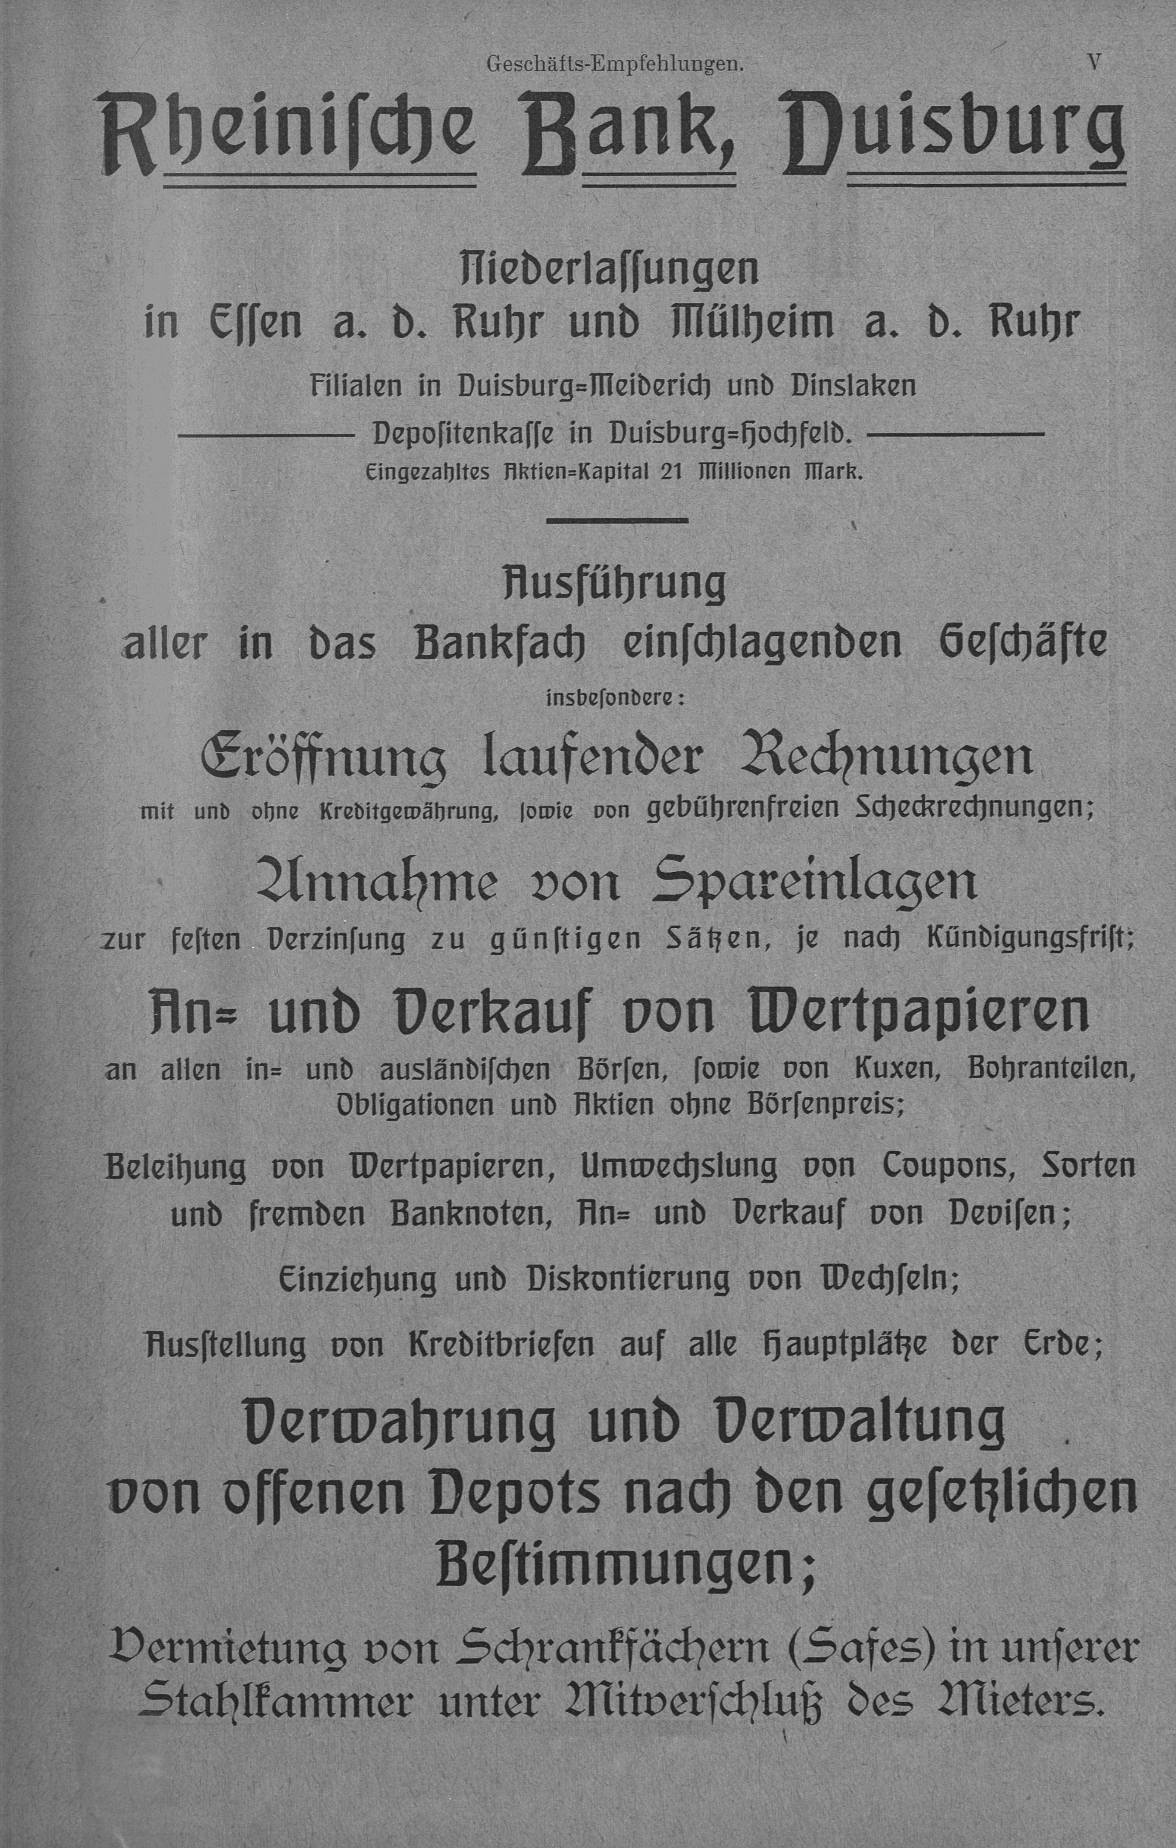 Geschäfts-Empfehlungen. V
Rheiniſche Bank, Duisburg
Niederlaſſungen
in Eſſen a. d. Ruhr und Mülheim a. d. Ruhr
Filialen in Duisburg=Meiderich und Dinslaken
Depoſitenkaſſe in Duisburg=Hochfeld.
Eingezahltes Aktien=Kapital 21 Millionen Mark.
Ausführung
aller in das Bankfach einſchlagenden Geſchäfte
insbeſondere:
Eröffnung laufender Rechnungen
mit und ohne Kreditgewährung, ſowie von gebührenfreien Scheckrechnungen;
Annahme von Spareinlagen
zur feſten Verzinſung zu günſtigen Sätzen, je nach Kündigungsfriſt;
An= und Verkauf von Wertpapieren
an allen in= und ausländiſchen Börſen, ſowie von Kuxen, Bohranteilen,
Obligationen und Aktien ohne Börſenpreis;
Beleihung von Wertpapieren, Umwechslung von Coupons, Sorten
und fremden Banknoten, An= und Verkauf von Deviſen;
Einziehung und Diskontierung von Wechſeln;
Ausſtellung von Kreditbriefen auf alle Hauptplätze der Erde;
Verwahrung und Verwaltung
von offenen Depots nach den geſetzlichen
Beſtimmungen;
Vermietung von Schrankfächern (Safes) in unſerer
Stahlkammer unter Mitverſchluß des Mieters.